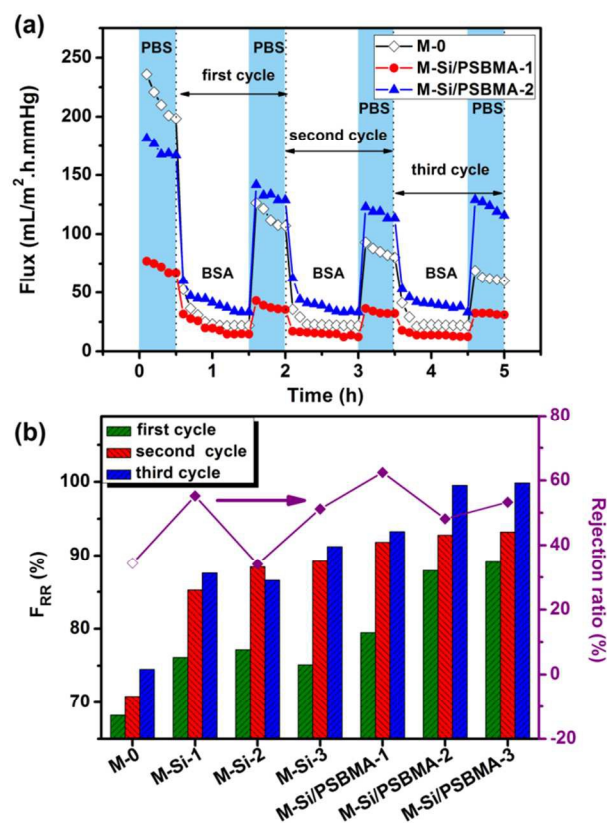 (a)
PBS
PBS
PBS
M-0
M-Si/PSBMA-1
M-Si/PSBMA-2
first cycle
second cycle
third cycle
BSA
BSA
BSA
250
200
150
100
50
0
Flux (mL/m².h.mmHg)
0 1 2 3 4 5
Time (h)
(b)
first cycle
second cycle
third cycle
100
90
80
70
F_RR (%)
80
60
40
20
0
-20
Rejection ratio
(%)
M-0
M-Si-1
M-Si-2
M-Si-3
M-Si/PSBMA-1
M-Si/PSBMA-2
M-Si/PSBMA-3